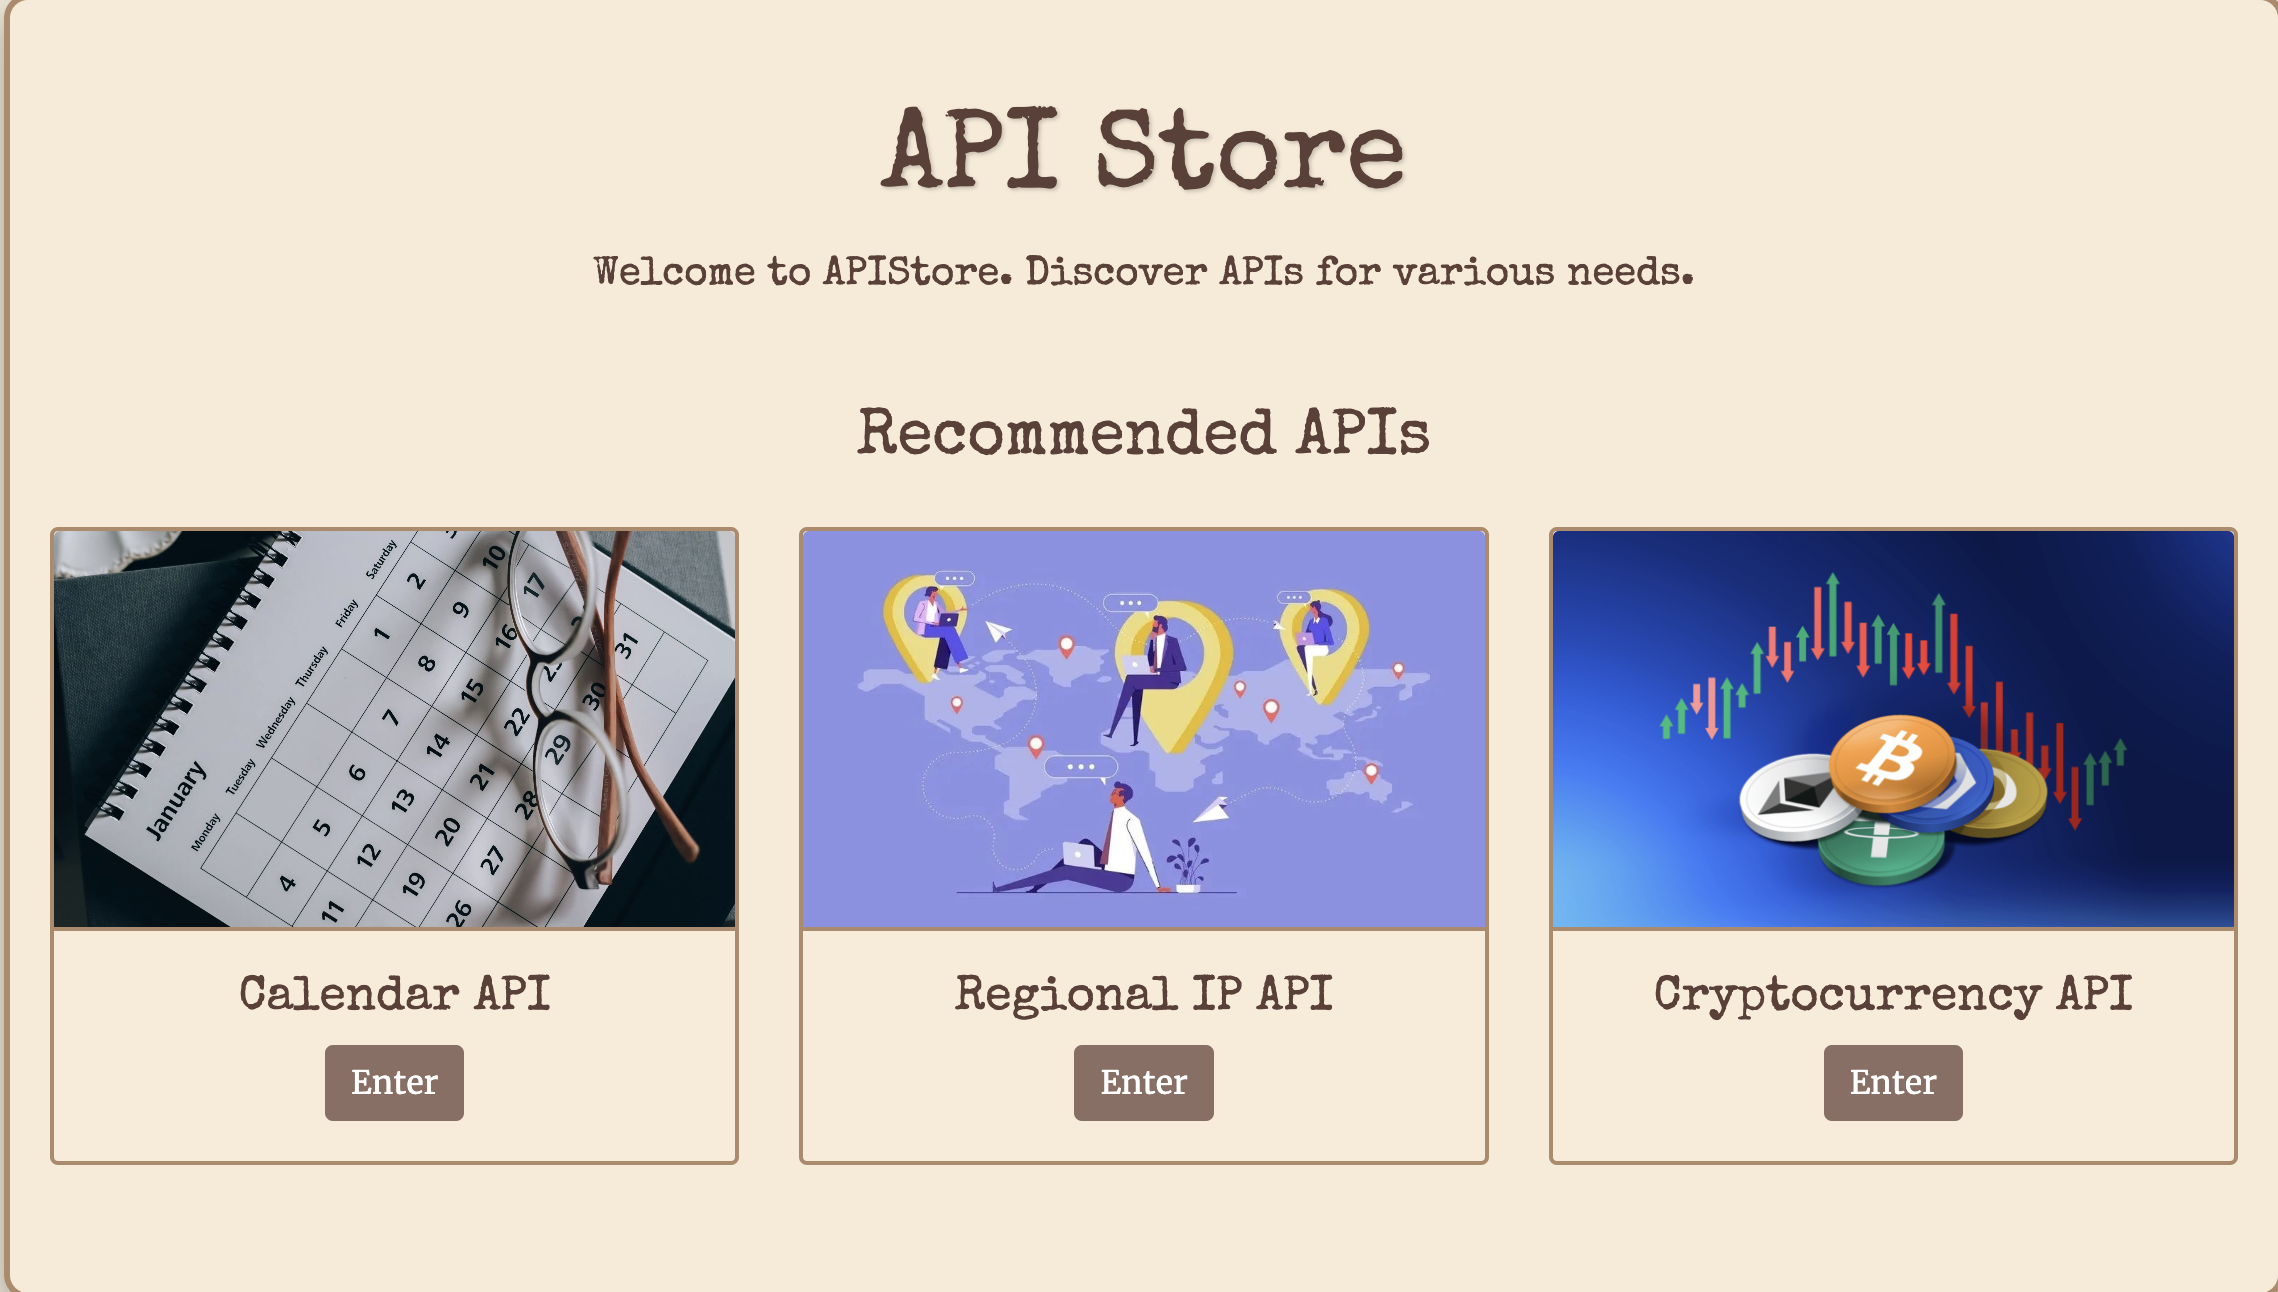 API Store
Welcome to APIStore. Discover APIs for various needs.
Recommended APIs
January
Monday
Tuesday
Wednesday
Thursday
Friday
Saturday
1 2
4 5 6 7 8 9 10
11 12 13 14 15 16 17
19 20 21 22
26 27 28 29 30 31
Calendar API
Enter
Regional IP API
Enter
Cryptocurrency API
Enter